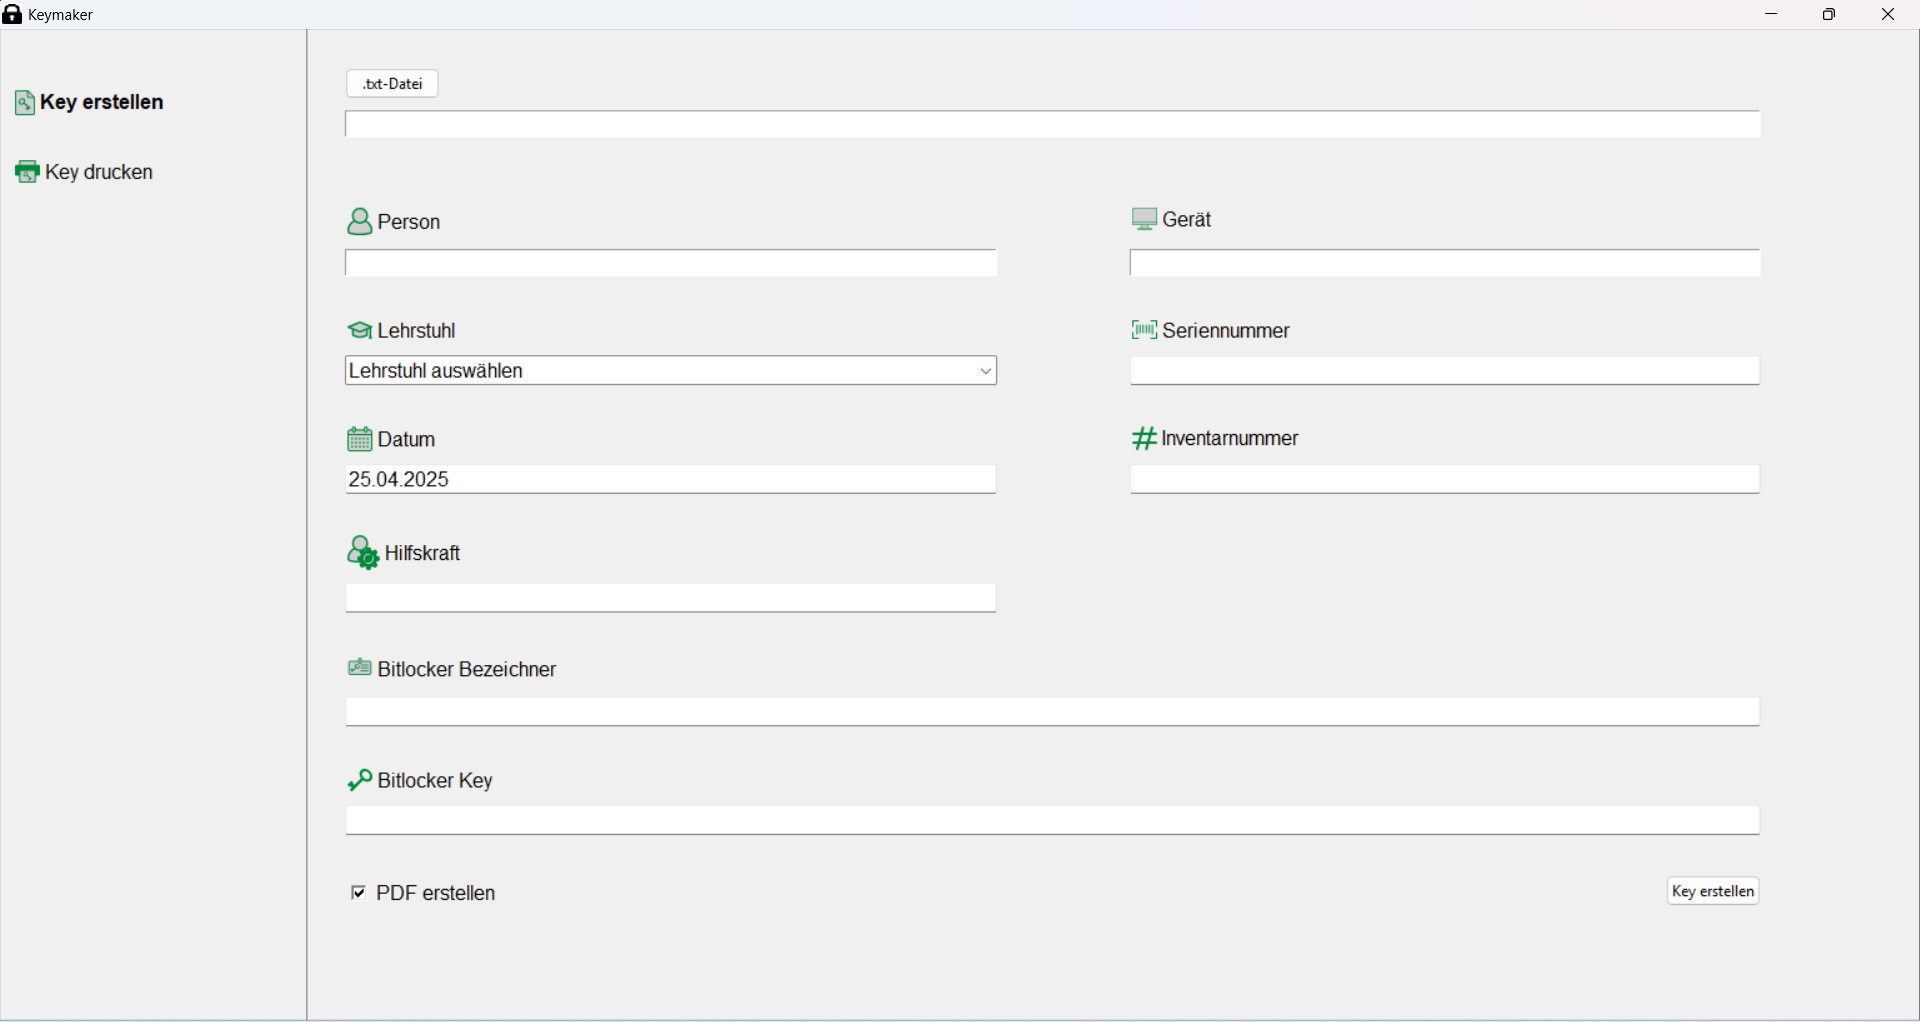 Keymaker
Key erstellen
Key drucken
.txt-Datei
Person
Gerät
Lehrstuhl
Seriennummer
Lehrstuhl auswählen
Datum
Inventarnummer
25.04.2025
Hilfskraft
Bitlocker Bezeichner
Bitlocker Key
PDF erstellen
Key erstellen